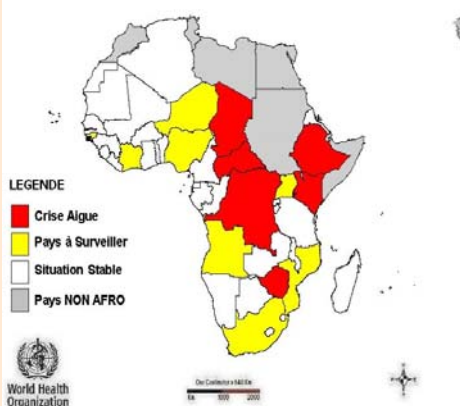 LEGENDE
Crise Aigue
Pays à Surveiller
Situation Stable
Pays NON AFRO
World Health
Organization